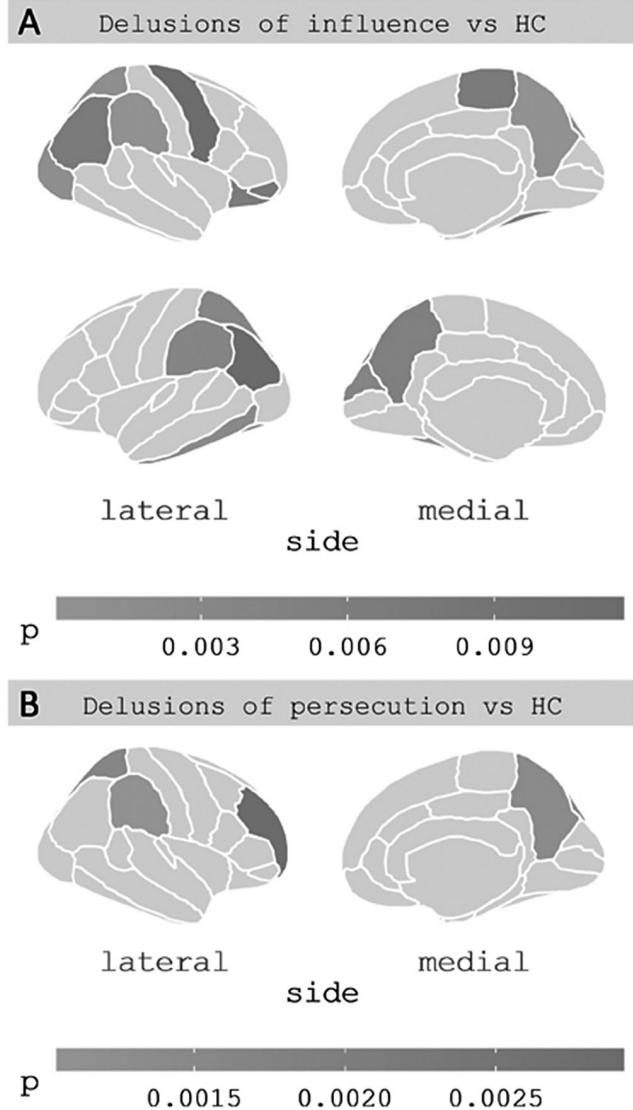 A Delusions of influence vs HC
lateral medial
side
p
0.003 0.006 0.009
B Delusions of persecution vs HC
lateral medial
side
p
0.0015 0.0020 0.0025